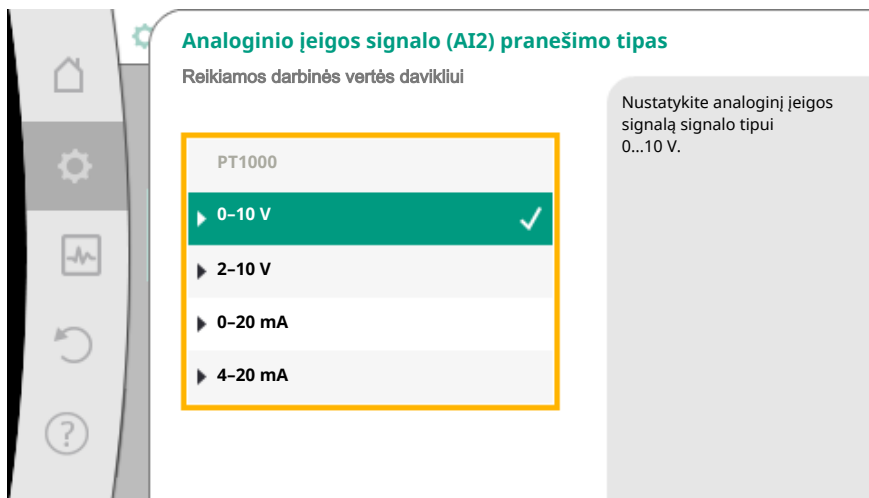 Analoginio įeigos signalo (AI2) pranešimo tipas
Reikiamos darbinės vertės davikliui
Nustatykite analoginį įeigos
signalą signalo tipui
0...10 V.
PT1000
0–10 V
2–10 V
0–20 mA
4–20 mA
?